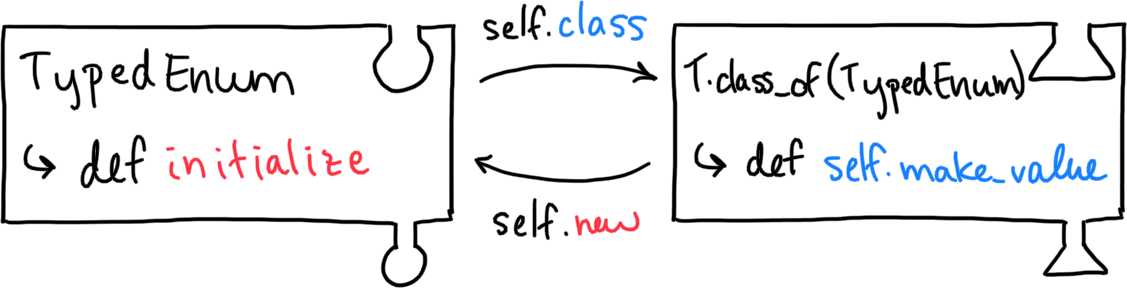 self.class
TypedEnum
T.class_of(TypedEnum)
↳ def initialize
↳ def self.make_value
self.new